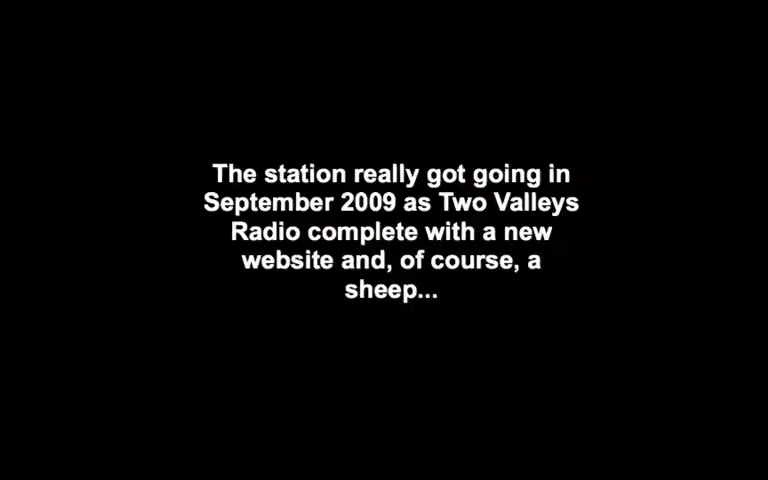 The station really got going in
September 2009 as Two Valleys
Radio complete with a new
website and, of course, a
sheep...